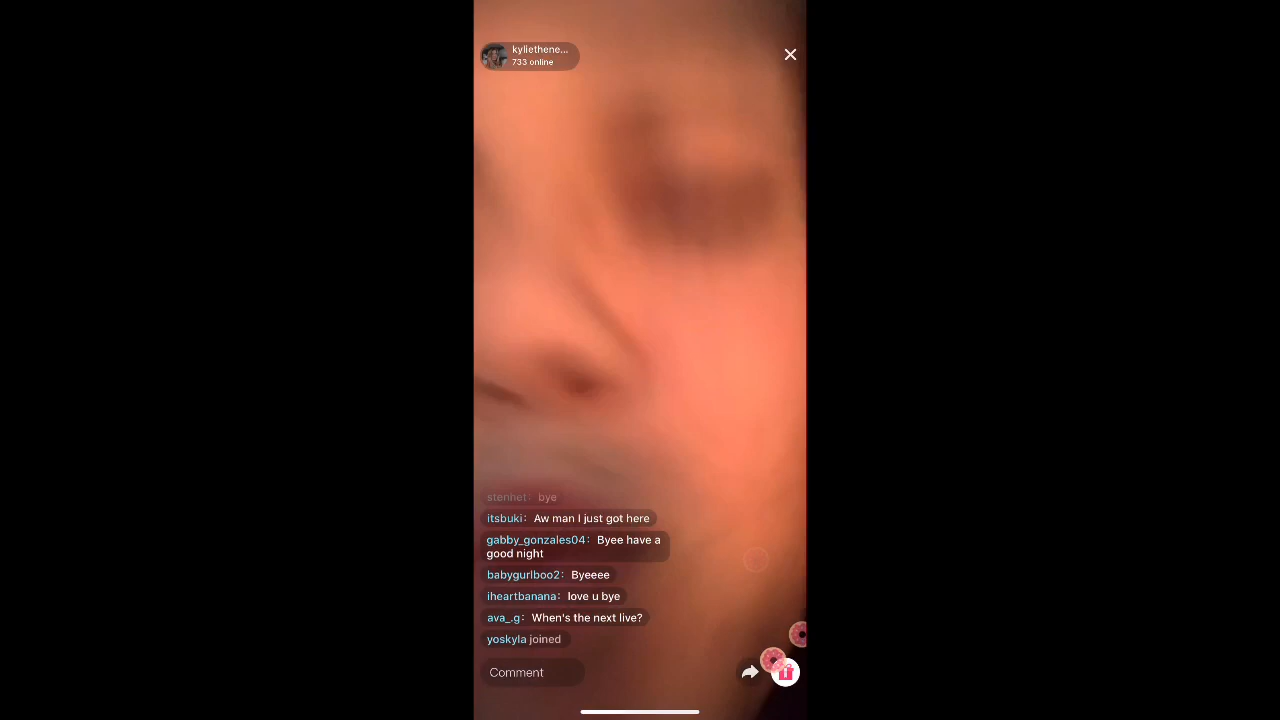 kyliethene...
733 online
stenhet: bye
itsbuki: Aw man I just got here
gabby_gonzales04: Byee have a
good night
babygurlboo2: Byeeee
iheartbanana: love u bye
ava_.g: When's the next live?
yoskyla joined
Comment